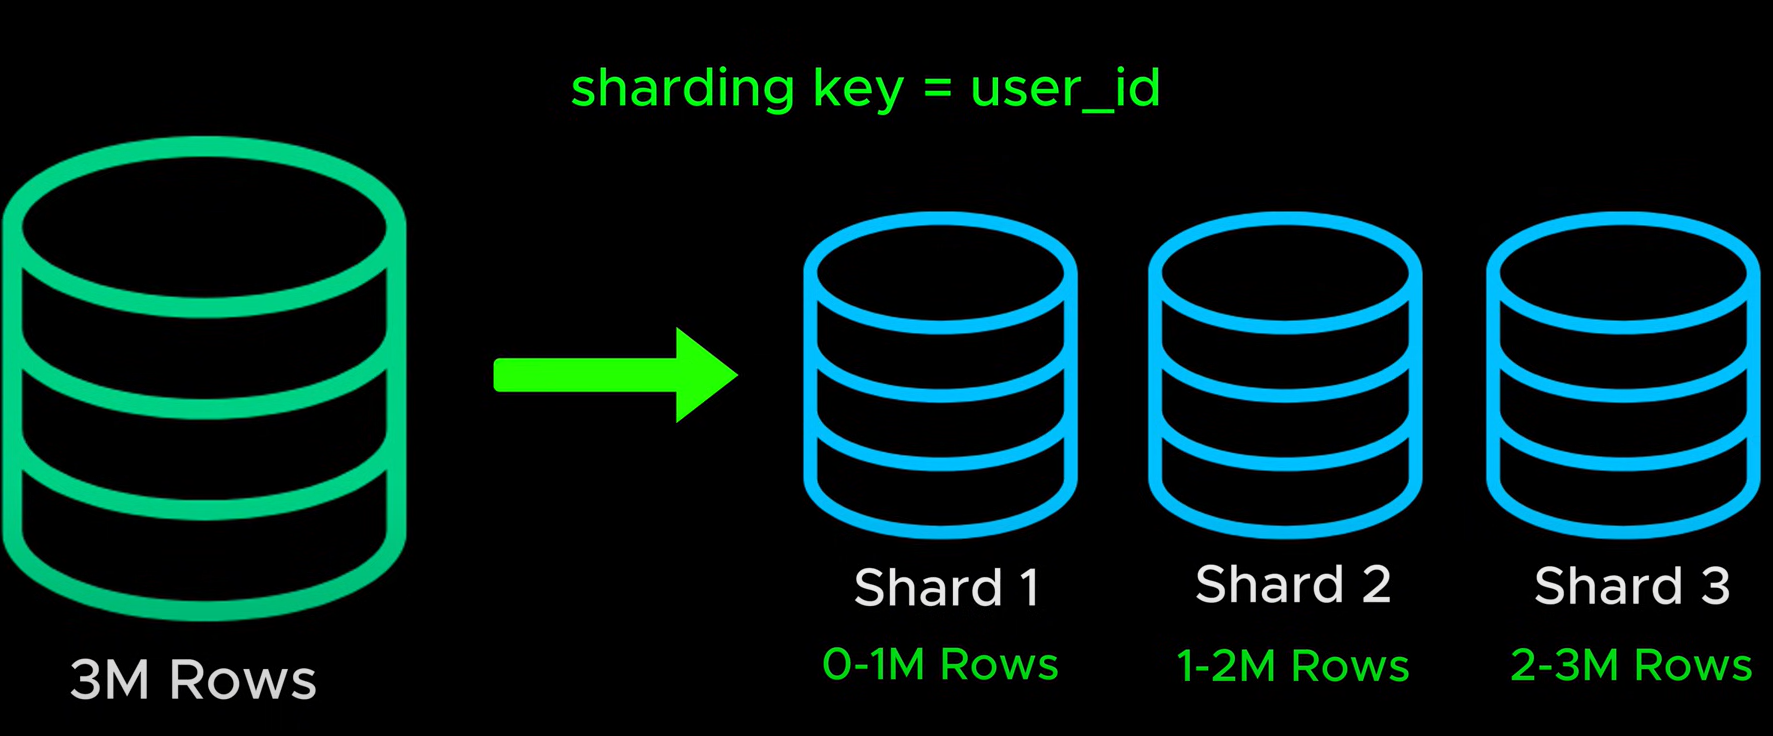 sharding key = user_id
3M Rows
Shard 1
0-1M Rows
Shard 2
1-2M Rows
Shard 3
2-3M Rows